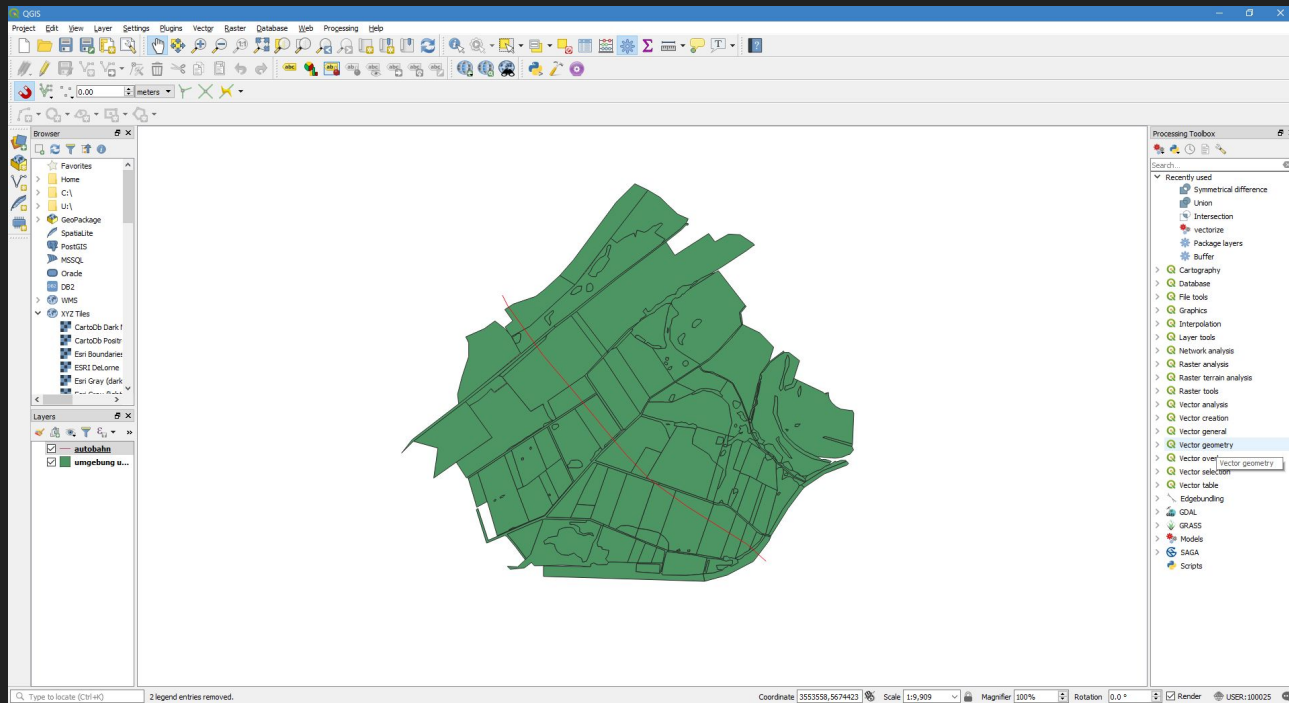 QGIS
Project Edit View Layer Settings Plugins Vector Raster Database Web Processing Help
0.00 meters
Browser
Favorites
Home
C:\
U:\
GeoPackage
SpatiaLite
PostGIS
MSSQL
Oracle
DB2
WMS
XYZ Tiles
CartoDb Dark
CartoDb Positr
Esri Boundaries
ESRI DeLorne
Esri Gray (dark
Layers
autobahn
umgebung u...
Processing Toolbox
Search...
Recently used
Symmetrical difference
Union
Intersection
vectorize
Package layers
Buffer
Cartography
Database
File tools
Graphics
Interpolation
Layer tools
Network analysis
Raster analysis
Raster terrain analysis
Raster tools
Vector analysis
Vector creation
Vector general
Vector geometry
Vector over
Vector geometry
Vector selection
Vector table
Edgebundling
GDAL
GRASS
Models
SAGA
Scripts
Type to locate (Ctrl+K) 2 legend entries removed. Coordinate 3553558,5674423 Scale 1:9,909 Magnifier 100% Rotation 0.0 ° Render USER:100025